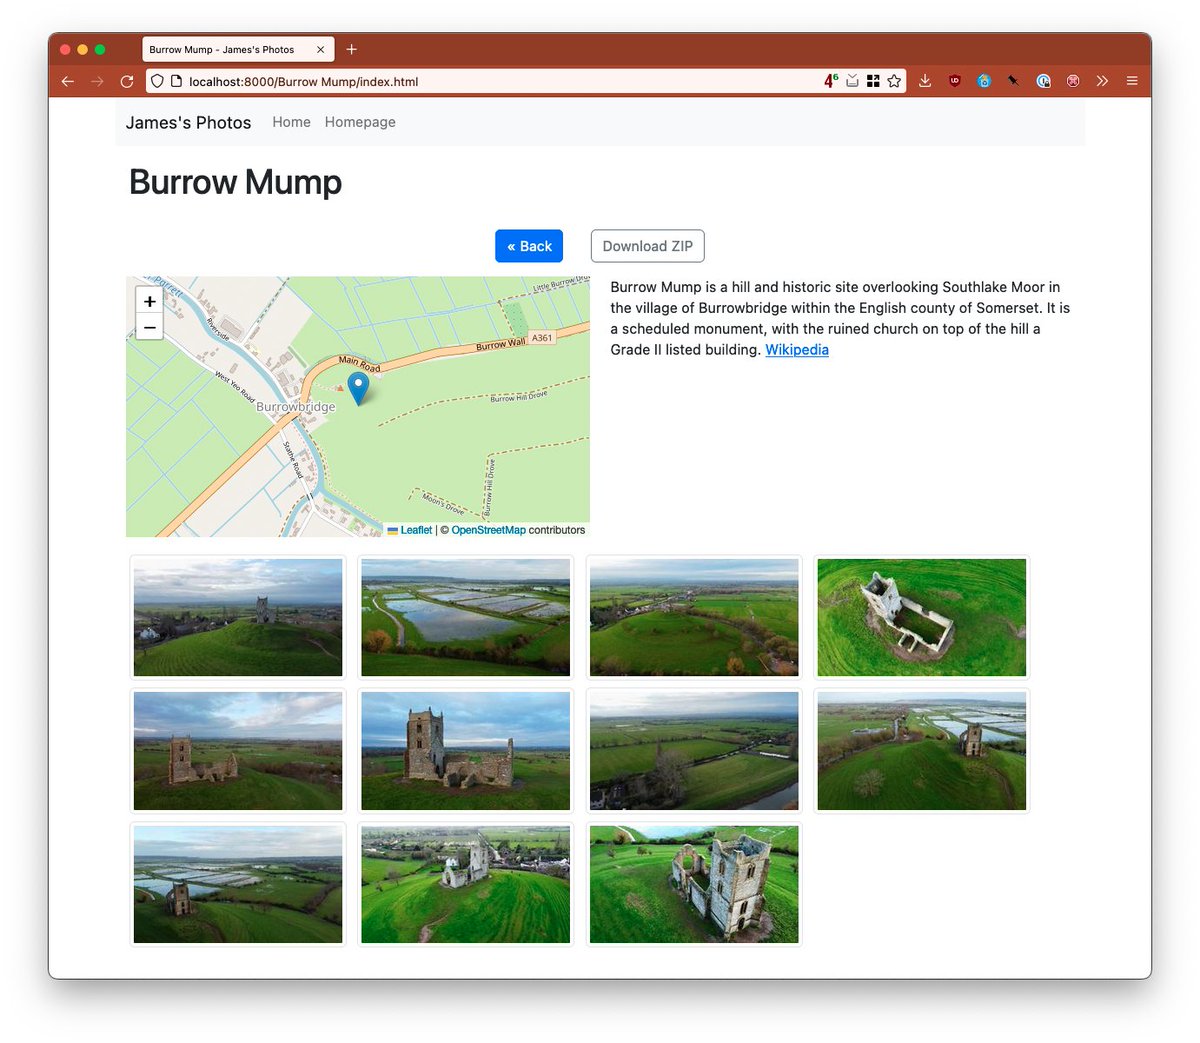 Burrow Mump - James's Photos
localhost:8000/Burrow Mump/index.html
4⁶
James's Photos Home Homepage
Burrow Mump
« Back
Download ZIP
+
−
Riverside
West Yeo Road
Burrowbridge
Stathe Road
Main Road
Burrow Wall
A361
Little Burrow Dro
Burrow Hill Drove
Burrow Hill Drove
Moon's Drove
Leaflet | © OpenStreetMap contributors
Burrow Mump is a hill and historic site overlooking Southlake Moor in
the village of Burrowbridge within the English county of Somerset. It is
a scheduled monument, with the ruined church on top of the hill a
Grade II listed building. Wikipedia